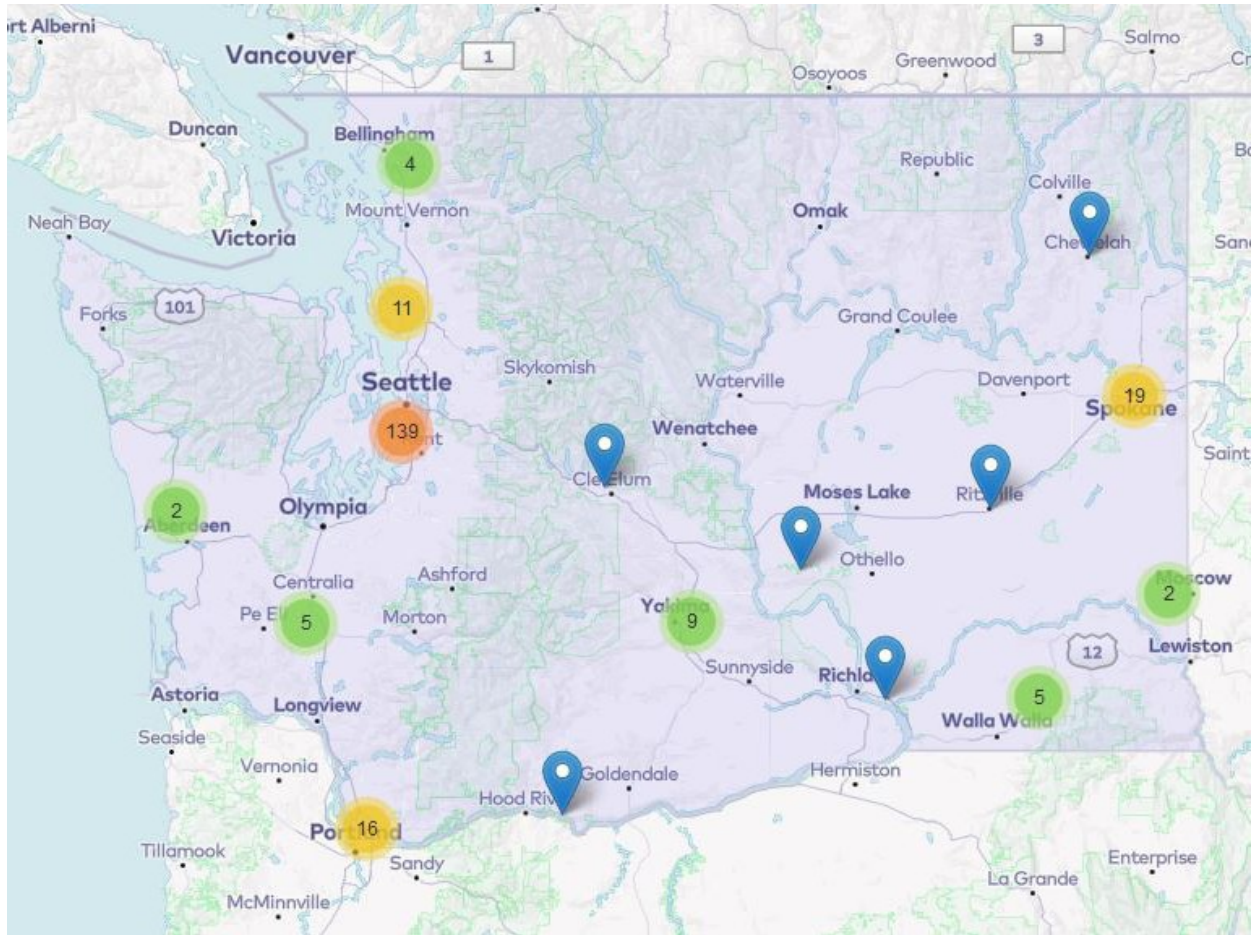 ort Alberni
Vancouver
1
3
Salmo
Greenwood
Osoyoos
Duncan
Bellingham
4
Republic
Colville
Neah Bay
Mount Vernon
Victoria
Omak
Chewelah
101
11
Forks
Grand Coulee
Skykomish
Seattle
Waterville
Davenport
19
Spokane
139
Wenatchee
Cle Elum
Moses Lake
Ritzville
2
Aberdeen
Olympia
Othello
Centralia
Ashford
Moscow
2
Pe Ell
5
Morton
Yakima
9
12
Lewiston
Sunnyside
Richla
Astoria
Longview
5
Walla Walla
Seaside
Vernonia
Goldendale
Hermiston
Hood Riv
16
Portland
Tillamook
Sandy
Enterprise
La Grande
McMinnville